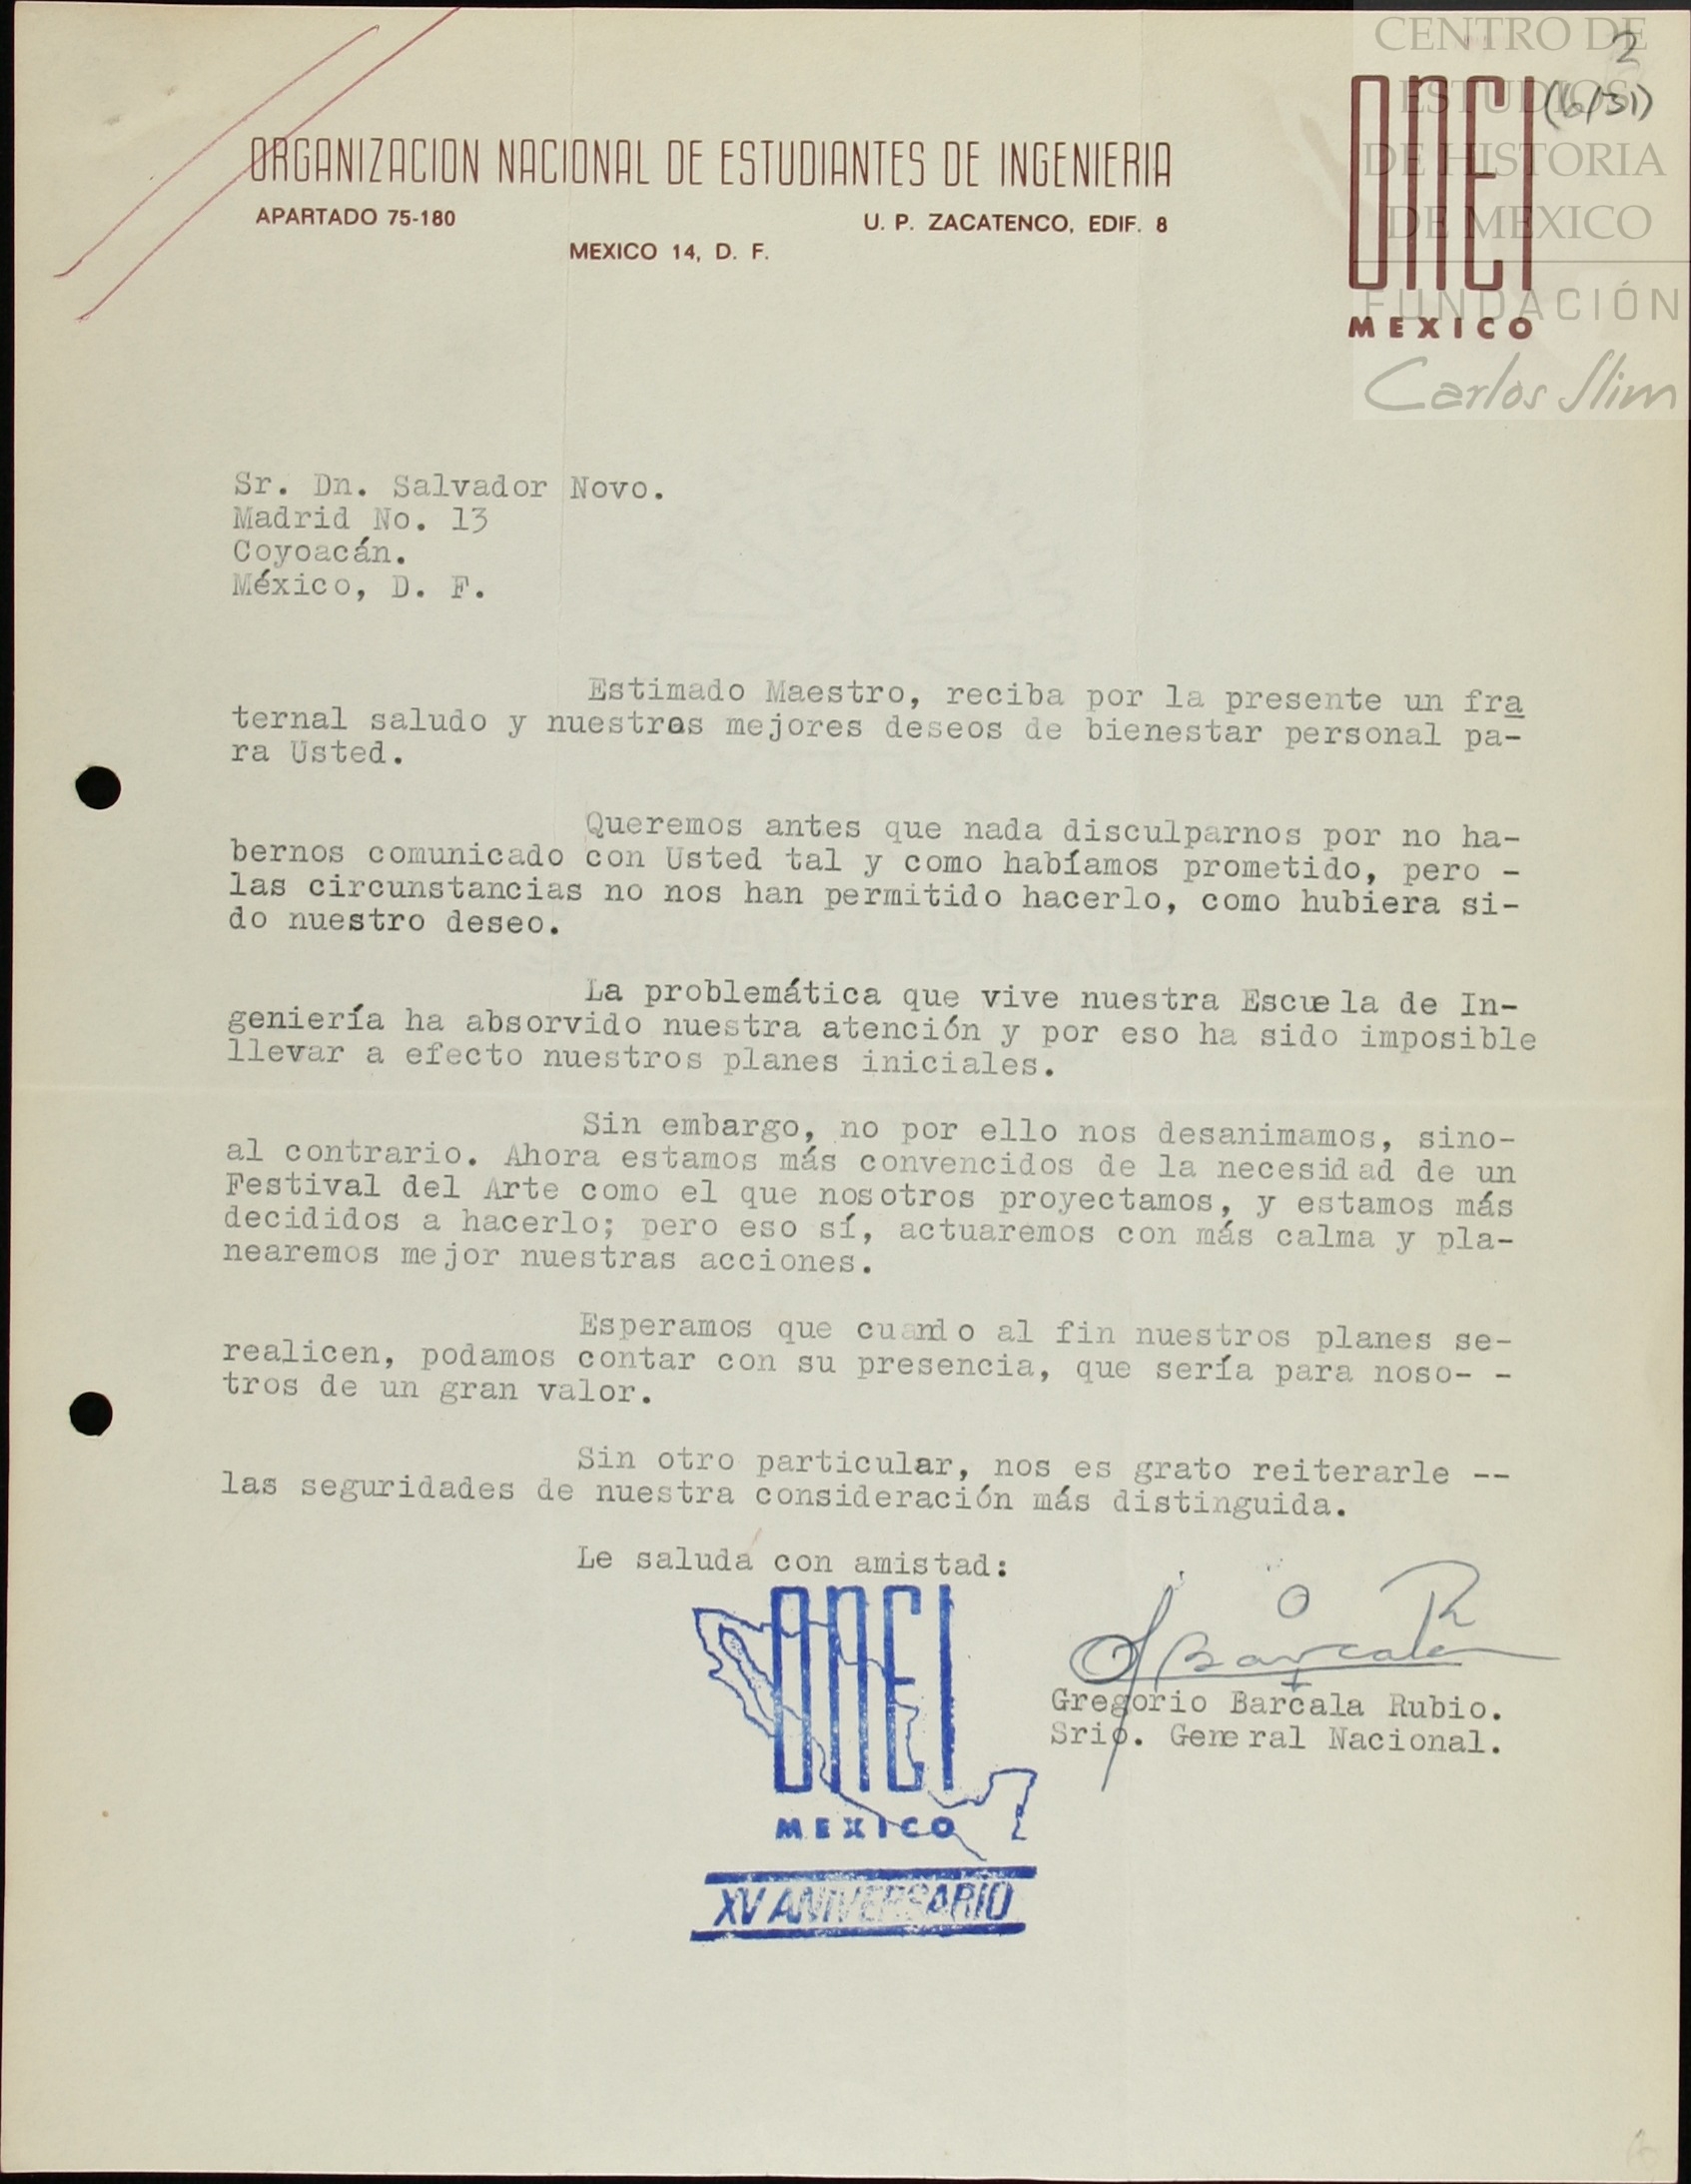 CENTRO DE
ESTUDIOS
DE HISTORIA
DE MEXICO
FUNDACIÓN
Carlos Slim
2
(6/31)
ONEI
MEXICO
ORGANIZACION NACIONAL DE ESTUDIANTES DE INGENIERIA
APARTADO 75-180
U. P. ZACATENCO, EDIF. 8
MEXICO 14, D. F.
Sr. Dn. Salvador Novo.
Madrid No. 13
Coyoacán.
México, D. F.
Estimado Maestro, reciba por la presente un fra
ternal saludo y nuestros mejores deseos de bienestar personal pa-
ra Usted.
Queremos antes que nada disculparnos por no ha-
bernos comunicado con Usted tal y como habíamos prometido, pero -
las circunstancias no nos han permitido hacerlo, como hubiera si-
do nuestro deseo.
La problemática que vive nuestra Escuela de In-
geniería ha absorvido nuestra atención y por eso ha sido imposible
llevar a efecto nuestros planes iniciales.
Sin embargo, no por ello nos desanimamos, sino-
al contrario. Ahora estamos más convencidos de la necesidad de un
Festival del Arte como el que nosotros proyectamos, y estamos más
decididos a hacerlo; pero eso sí, actuaremos con más calma y pla-
nearemos mejor nuestras acciones.
Esperamos que cuando al fin nuestros planes se-
realicen, podamos contar con su presencia, que sería para noso- -
tros de un gran valor.
Sin otro particular, nos es grato reiterarle --
las seguridades de nuestra consideración más distinguida.
Le saluda con amistad:
Barcala R
Gregorio Barcala Rubio.
Srio. General Nacional.
ONEI
MEXICO
XV ANIVERSARIO